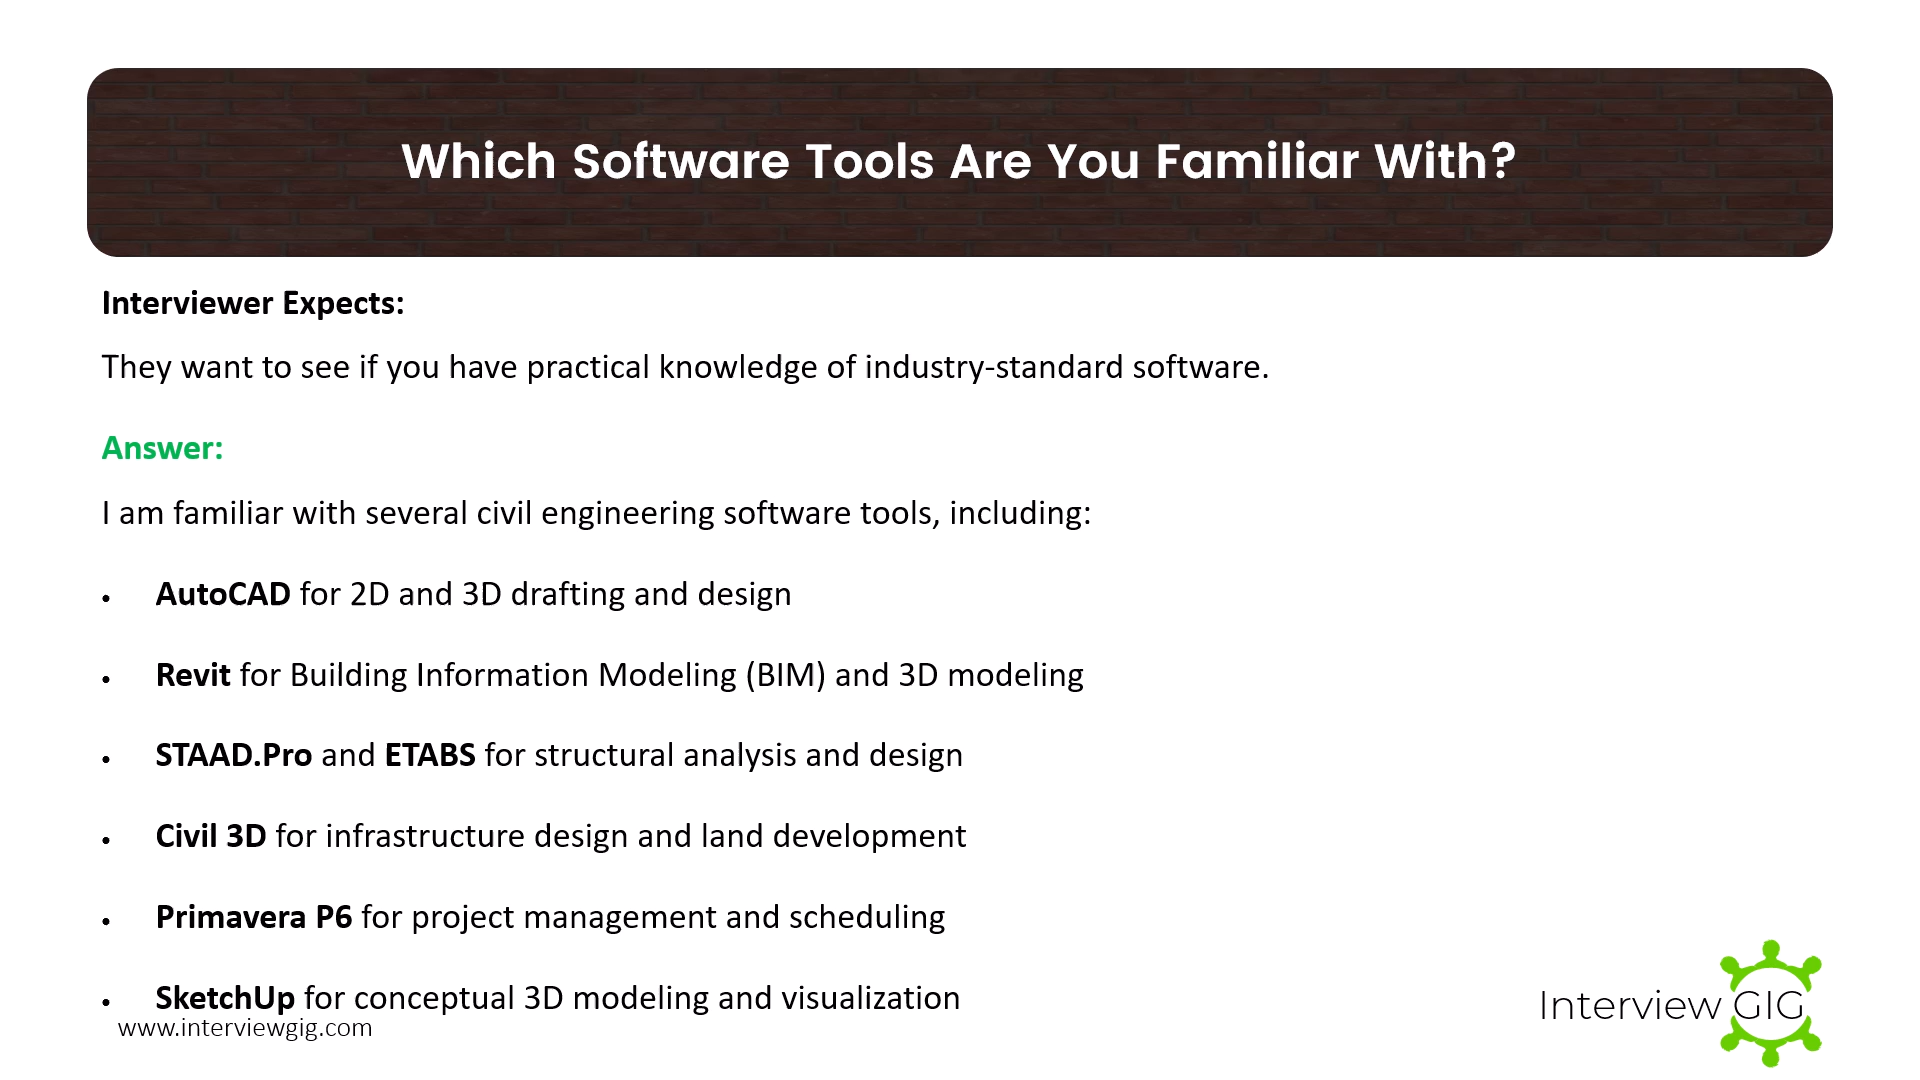 Which Software Tools Are You Familiar With?
Interviewer Expects:
They want to see if you have practical knowledge of industry-standard software.
Answer:
I am familiar with several civil engineering software tools, including:
• AutoCAD for 2D and 3D drafting and design
• Revit for Building Information Modeling (BIM) and 3D modeling
• STAAD.Pro and ETABS for structural analysis and design
• Civil 3D for infrastructure design and land development
• Primavera P6 for project management and scheduling
• SketchUp for conceptual 3D modeling and visualization
www.interviewgig.com
Interview GIG